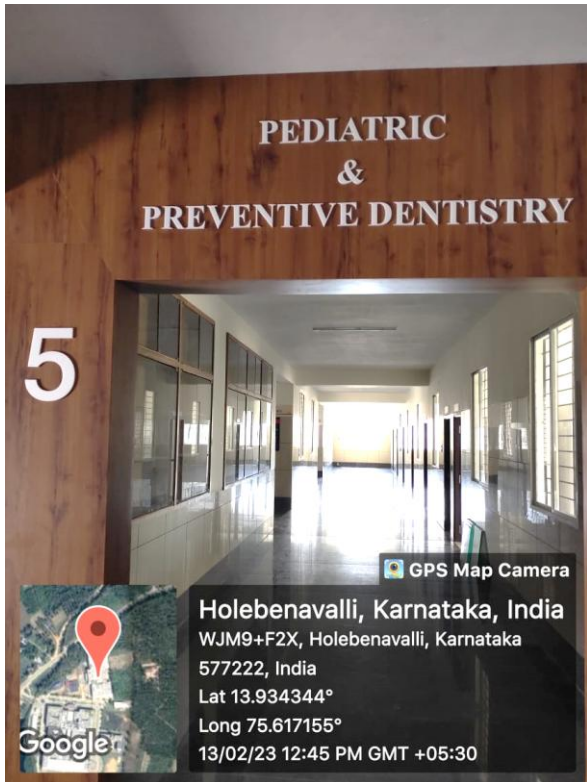 PEDIATRIC
&
PREVENTIVE DENTISTRY
5
GPS Map Camera
Holebenavalli, Karnataka, India
WJM9+F2X, Holebenavalli, Karnataka
577222, India
Lat 13.934344°
Long 75.617155°
13/02/23 12:45 PM GMT +05:30
Google